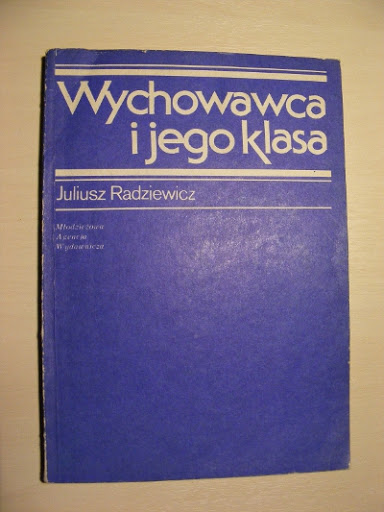 Wychowawca
i jego klasa
Juliusz Radziewicz
Młodzieżowa
Agencja
Wydawnicza